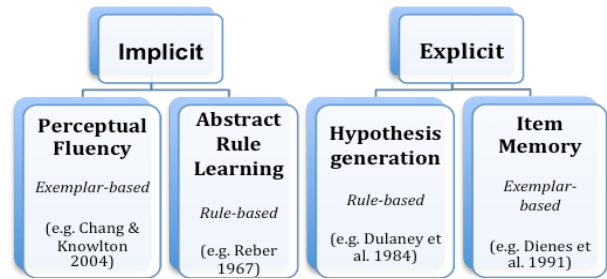 Implicit
Explicit
Perceptual
Fluency
Exemplar-based
(e.g. Chang &
Knowlton
2004)
Abstract
Rule
Learning
Rule-based
(e.g. Reber
1967)
Hypothesis
generation
Rule-based
(e.g. Dulaney et
al. 1984)
Item
Memory
Exemplar-
based
(e.g. Dienes et
al. 1991)